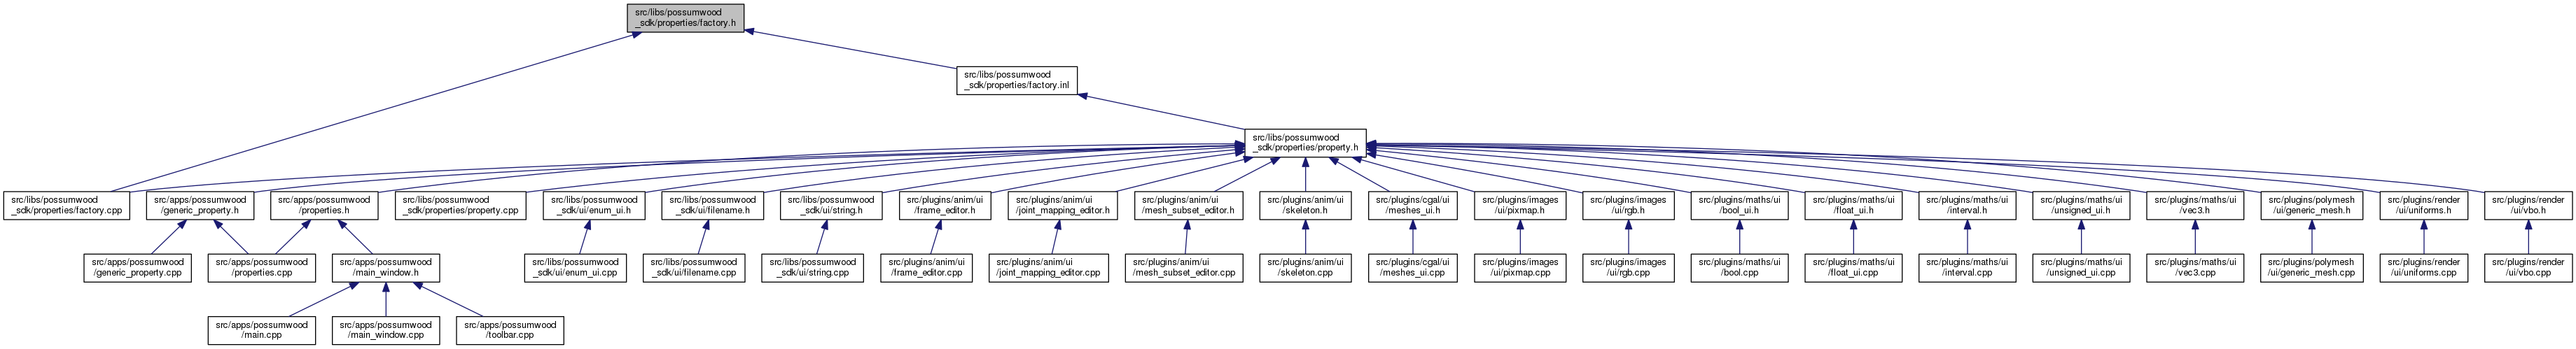 src/libs/possumwood
_sdk/properties/factory.h
src/libs/possumwood
_sdk/properties/factory.inl
src/libs/possumwood
_sdk/properties/property.h
src/libs/possumwood
_sdk/properties/factory.cpp
src/apps/possumwood
/generic_property.h
src/apps/possumwood
/properties.h
src/libs/possumwood
_sdk/properties/property.cpp
src/libs/possumwood
_sdk/ui/enum_ui.h
src/libs/possumwood
_sdk/ui/filename.h
src/libs/possumwood
_sdk/ui/string.h
src/plugins/anim/ui
/frame_editor.h
src/plugins/anim/ui
/joint_mapping_editor.h
src/plugins/anim/ui
/mesh_subset_editor.h
src/plugins/anim/ui
/skeleton.h
src/plugins/cgal/ui
/meshes_ui.h
src/plugins/images
/ui/pixmap.h
src/plugins/images
/ui/rgb.h
src/plugins/maths/ui
/bool_ui.h
src/plugins/maths/ui
/float_ui.h
src/plugins/maths/ui
/interval.h
src/plugins/maths/ui
/unsigned_ui.h
src/plugins/maths/ui
/vec3.h
src/plugins/polymesh
/ui/generic_mesh.h
src/plugins/render
/ui/uniforms.h
src/plugins/render
/ui/vbo.h
src/apps/possumwood
/generic_property.cpp
src/apps/possumwood
/properties.cpp
src/apps/possumwood
/main_window.h
src/libs/possumwood
_sdk/ui/enum_ui.cpp
src/libs/possumwood
_sdk/ui/filename.cpp
src/libs/possumwood
_sdk/ui/string.cpp
src/plugins/anim/ui
/frame_editor.cpp
src/plugins/anim/ui
/joint_mapping_editor.cpp
src/plugins/anim/ui
/mesh_subset_editor.cpp
src/plugins/anim/ui
/skeleton.cpp
src/plugins/cgal/ui
/meshes_ui.cpp
src/plugins/images
/ui/pixmap.cpp
src/plugins/images
/ui/rgb.cpp
src/plugins/maths/ui
/bool.cpp
src/plugins/maths/ui
/float_ui.cpp
src/plugins/maths/ui
/interval.cpp
src/plugins/maths/ui
/unsigned_ui.cpp
src/plugins/maths/ui
/vec3.cpp
src/plugins/polymesh
/ui/generic_mesh.cpp
src/plugins/render
/ui/uniforms.cpp
src/plugins/render
/ui/vbo.cpp
src/apps/possumwood
/main.cpp
src/apps/possumwood
/main_window.cpp
src/apps/possumwood
/toolbar.cpp